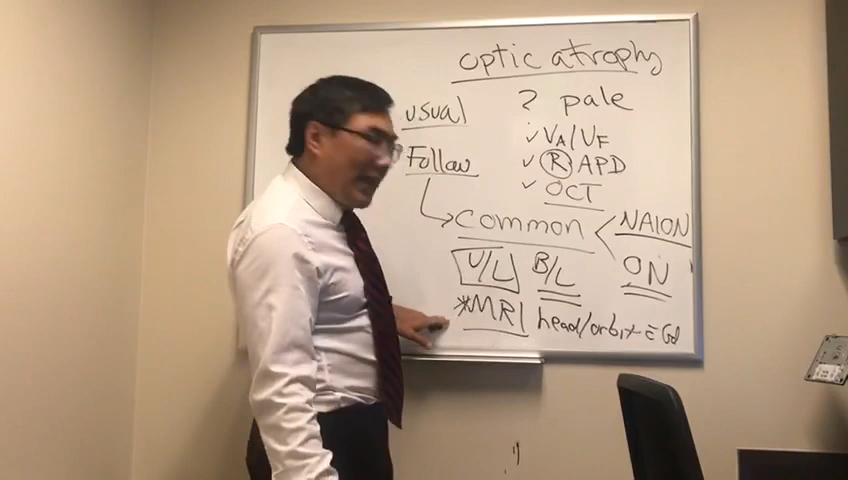 optic atrophy
usual ? pale
✓ VA/VF
Follow ✓ (R) APD
✓ OCT
common < NAION
U/L B/L ON
*MRI head/orbit c̄ Gd